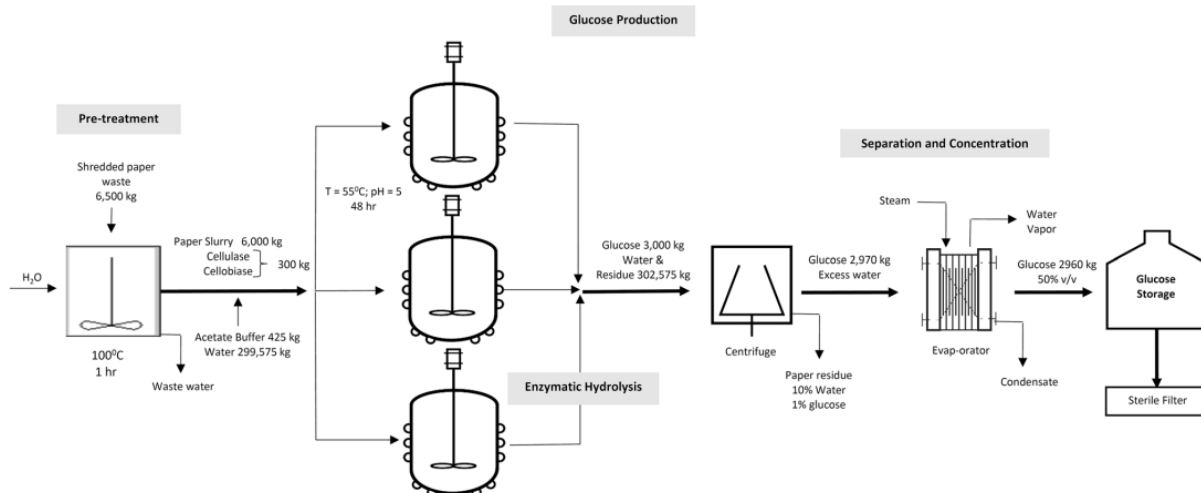 Glucose Production
Pre-treatment
Shredded paper
waste
6,500 kg
H2O
100⁰C
1 hr
Waste water
Paper Slurry 6,000 kg
Cellulase
Cellobiase
300 kg
Acetate Buffer 425 kg
Water 299,575 kg
T = 55⁰C; pH = 5
48 hr
Enzymatic Hydrolysis
Glucose 3,000 kg
Water &
Residue 302,575 kg
Separation and Concentration
Centrifuge
Paper residue
10% Water
1% glucose
Glucose 2,970 kg
Excess water
Steam
Water
Vapor
Evap-orator
Condensate
Glucose 2960 kg
50% v/v
Glucose
Storage
Sterile Filter